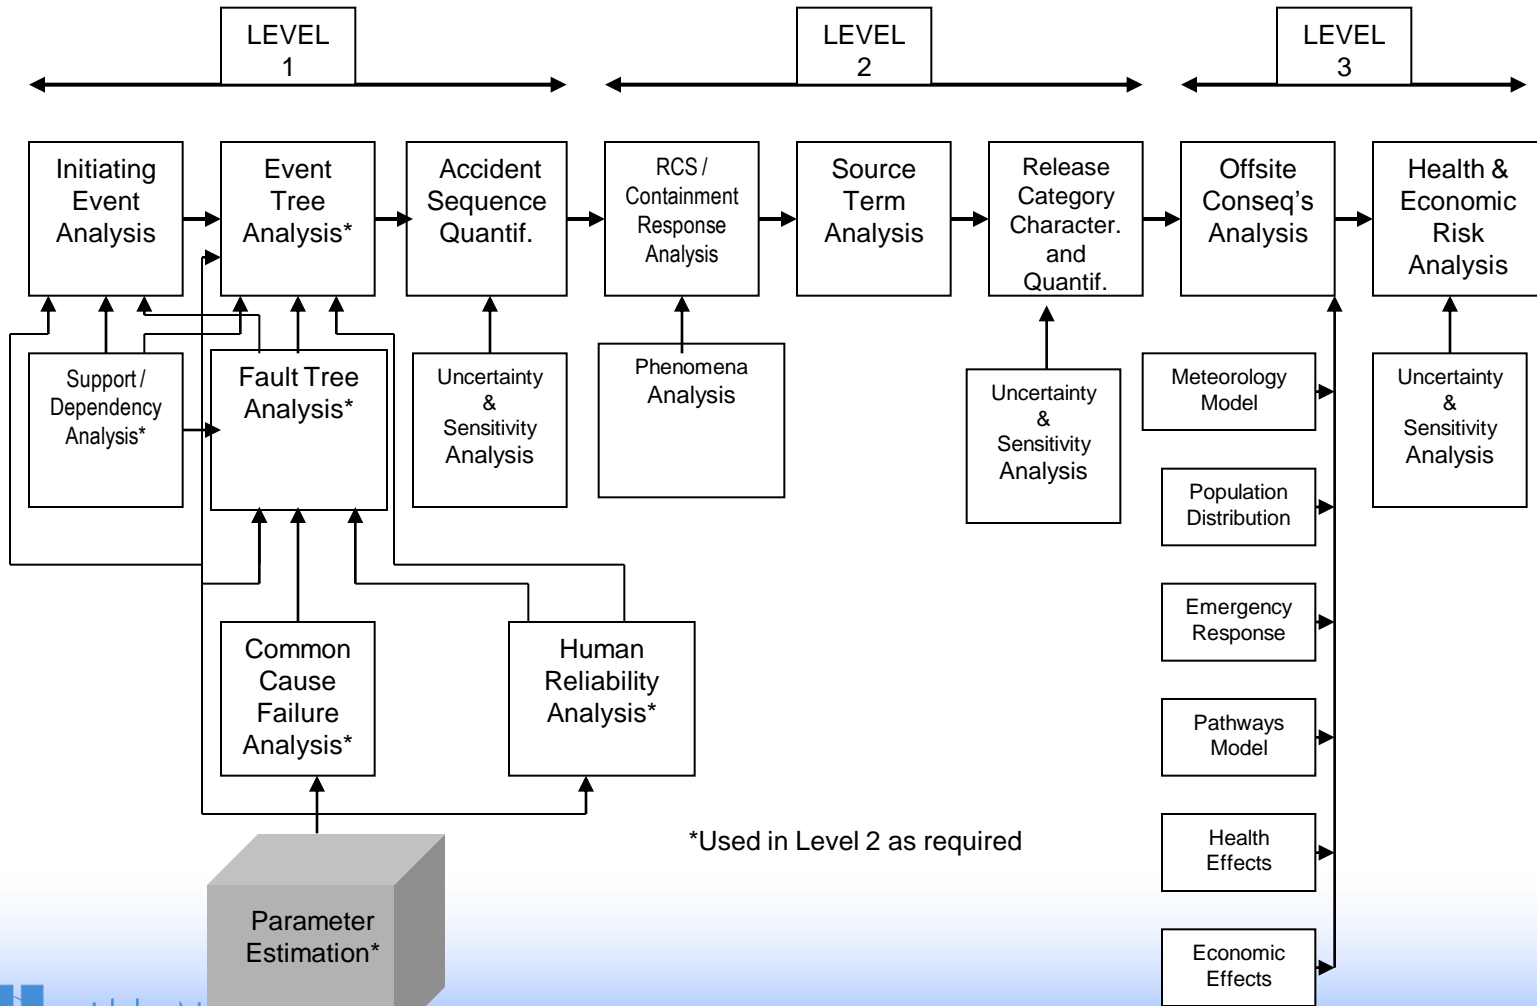 LEVEL
1
LEVEL
2
LEVEL
3
Initiating
Event
Analysis
Event
Tree
Analysis*
Accident
Sequence
Quantif.
RCS /
Containment
Response
Analysis
Source
Term
Analysis
Release
Category
Character.
and
Quantif.
Offsite
Conseq's
Analysis
Health &
Economic
Risk
Analysis
Support /
Dependency
Analysis*
Fault Tree
Analysis*
Uncertainty
&
Sensitivity
Analysis
Phenomena
Analysis
Uncertainty
&
Sensitivity
Analysis
Meteorology
Model
Uncertainty
&
Sensitivity
Analysis
Population
Distribution
Emergency
Response
Common
Cause
Failure
Analysis*
Human
Reliability
Analysis*
Pathways
Model
*Used in Level 2 as required
Health
Effects
Parameter
Estimation*
Economic
Effects